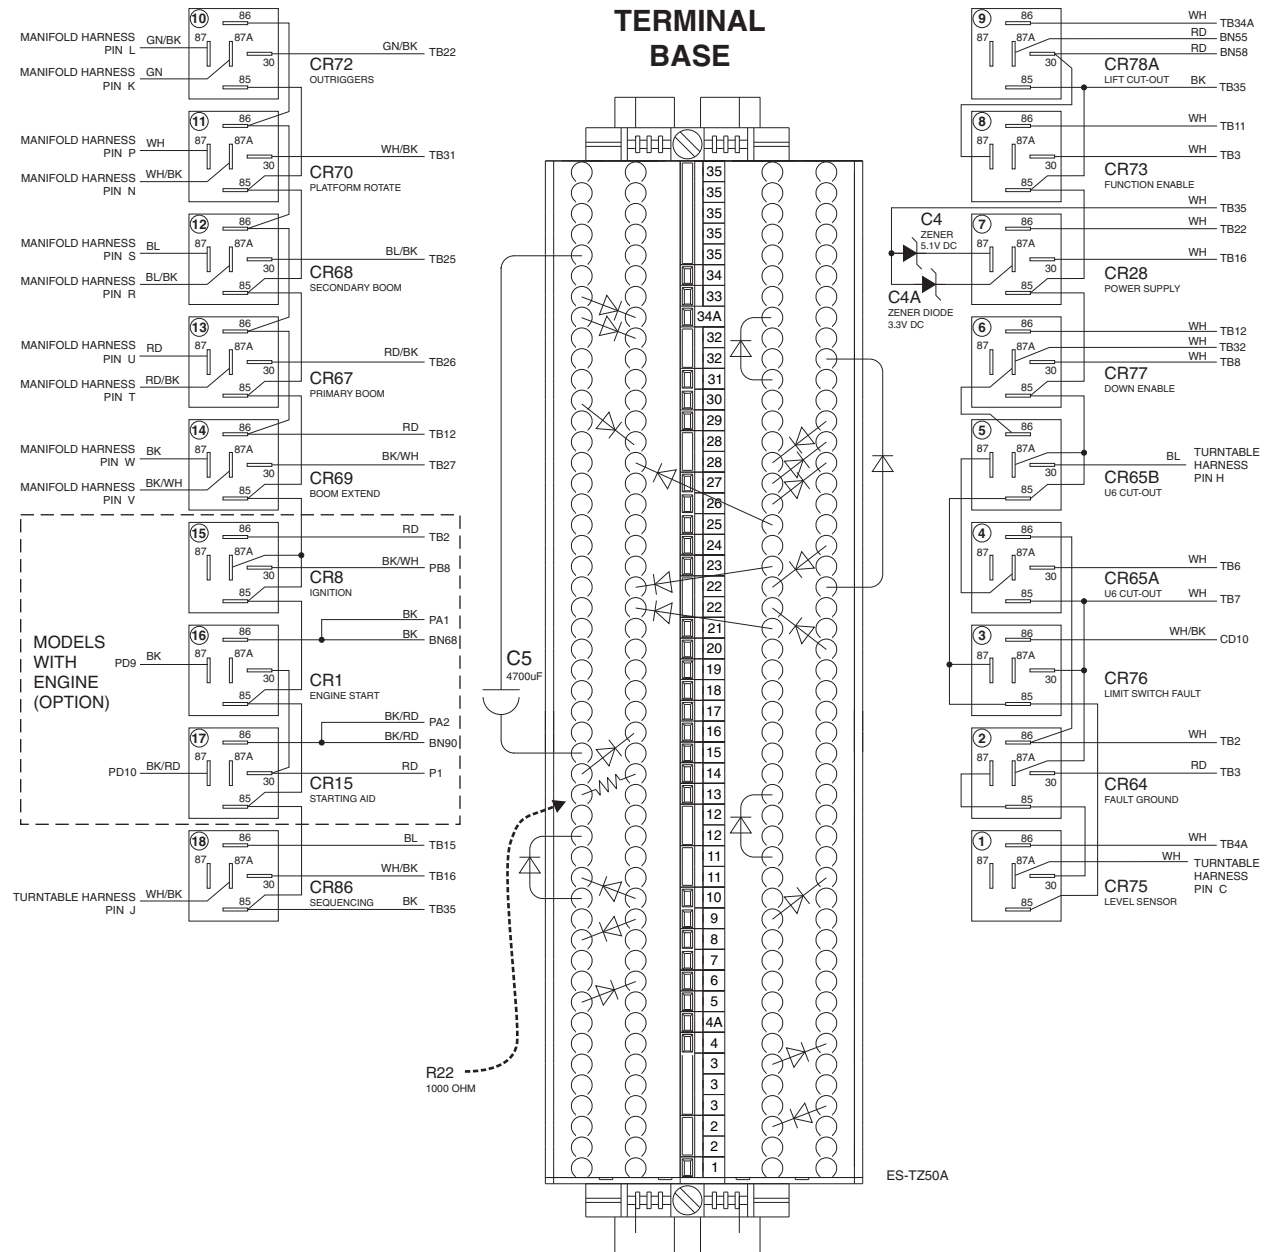 TERMINAL
BASE
10
86
87
87A
30
85
MANIFOLD HARNESS
PIN L
GN/BK
MANIFOLD HARNESS
PIN K
GN
GN/BK
TB22
CR72
OUTRIGGERS
11
86
87
87A
30
85
MANIFOLD HARNESS
PIN P
WH
MANIFOLD HARNESS
PIN N
WH/BK
WH/BK
TB31
CR70
PLATFORM ROTATE
12
86
87
87A
30
85
MANIFOLD HARNESS
PIN S
BL
MANIFOLD HARNESS
PIN R
BL/BK
BL/BK
TB25
CR68
SECONDARY BOOM
13
86
87
87A
30
85
MANIFOLD HARNESS
PIN U
RD
MANIFOLD HARNESS
PIN T
RD/BK
RD/BK
TB26
CR67
PRIMARY BOOM
14
86
87
87A
30
85
MANIFOLD HARNESS
PIN W
BK
MANIFOLD HARNESS
PIN V
BK/WH
RD
TB12
BK/WH
TB27
CR69
BOOM EXTEND
MODELS
WITH
ENGINE
(OPTION)
15
86
87
87A
30
85
RD
TB2
BK/WH
PB8
CR8
IGNITION
16
86
87
87A
30
85
PD9
BK
BK
PA1
BK
BN68
CR1
ENGINE START
17
86
87
87A
30
85
PD10
BK/RD
BK/RD
PA2
BK/RD
BN90
RD
P1
CR15
STARTING AID
18
86
87
87A
30
85
TURNTABLE HARNESS
PIN J
WH/BK
BL
TB15
WH/BK
TB16
BK
TB35
CR86
SEQUENCING
C5
4700uF
R22
1000 OHM
35
35
35
35
35
34
33
34A
32
32
31
30
29
28
28
27
26
25
24
23
22
22
21
20
19
18
17
16
15
14
13
12
12
11
11
10
9
8
7
6
5
4A
4
3
3
3
2
2
1
ES-TZ50A
9
86
87
87A
30
85
WH
TB34A
RD
BN55
RD
BN58
BK
TB35
CR78A
LIFT CUT-OUT
8
86
87
87A
30
85
WH
TB11
WH
TB3
CR73
FUNCTION ENABLE
WH
TB35
C4
ZENER
5.1V DC
C4A
ZENER DIODE
3.3V DC
7
86
87
87A
30
85
WH
TB22
WH
TB16
CR28
POWER SUPPLY
6
86
87
87A
30
85
WH
TB12
WH
TB32
WH
TB8
CR77
DOWN ENABLE
5
86
87
87A
30
85
BL
TURNTABLE
HARNESS
PIN H
CR65B
U6 CUT-OUT
4
86
87
87A
30
85
WH
TB6
CR65A
U6 CUT-OUT
WH
TB7
3
86
87
87A
30
85
WH/BK
CD10
CR76
LIMIT SWITCH FAULT
2
86
87
87A
30
85
WH
TB2
RD
TB3
CR64
FAULT GROUND
1
86
87
87A
30
85
WH
TB4A
WH
TURNTABLE
HARNESS
PIN C
CR75
LEVEL SENSOR